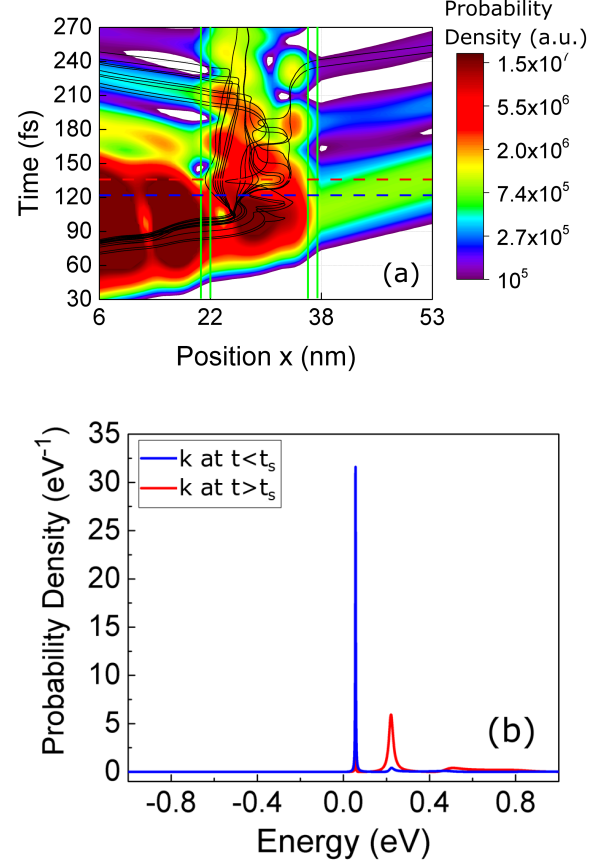 Probability
Density (a.u.)
270
240
210
180
150
120
90
60
30
Time (fs)
6 22 38 53
Position x (nm)
(a)
1.5x10⁷
5.5x10⁶
2.0x10⁶
7.4x10⁵
2.7x10⁵
10⁵
35
30
25
20
15
10
5
0
Probability Density (eV⁻¹)
k at t<tₛ
k at t>tₛ
(b)
-0.8 -0.4 0.0 0.4 0.8
Energy (eV)